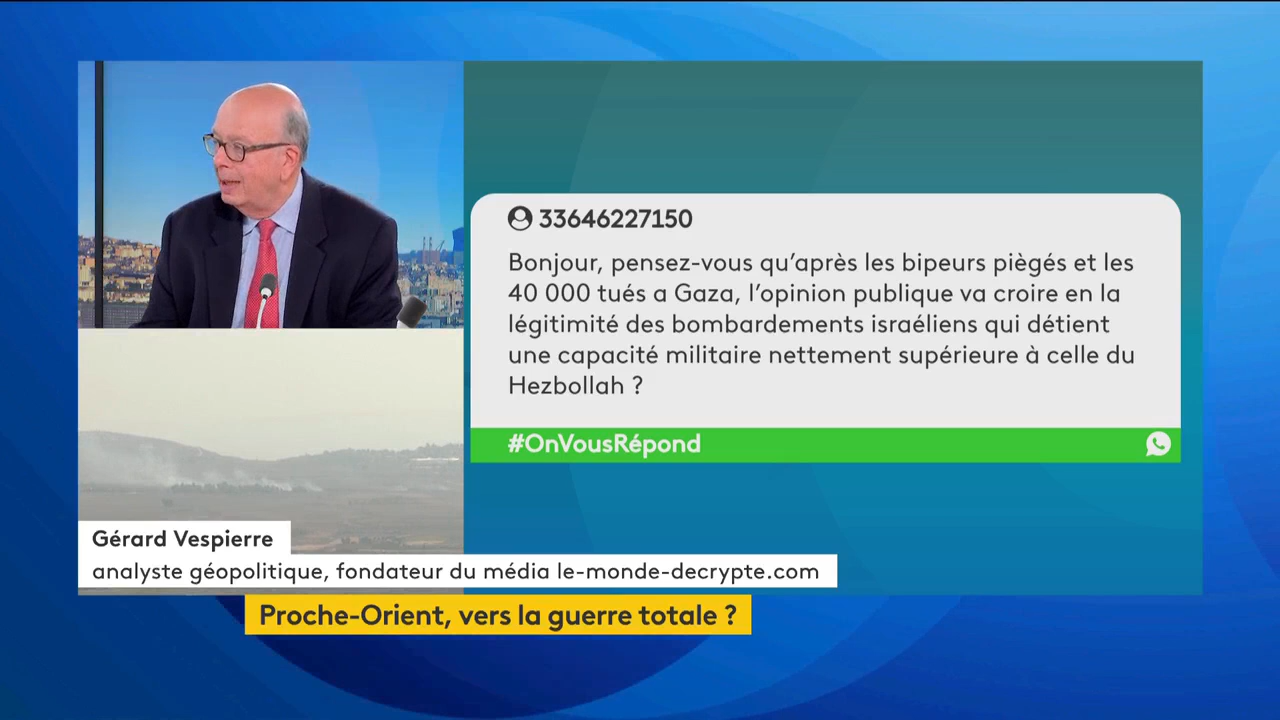 33646227150
Bonjour, pensez-vous qu'après les bipeurs piègés et les
40 000 tués a Gaza, l'opinion publique va croire en la
légitimité des bombardements israéliens qui détient
une capacité militaire nettement supérieure à celle du
Hezbollah ?
#OnVousRépond
Gérard Vespierre
analyste géopolitique, fondateur du média le-monde-decrypte.com
Proche-Orient, vers la guerre totale ?